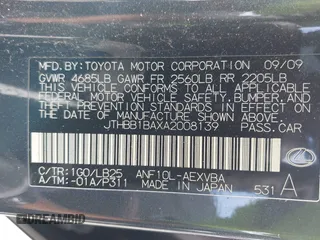 MFD.BY:TOYOTA MOTOR CORPORATION 09/09
GVWR 4685LB GAWR FR 2560LB RR 2205LB
THIS VEHICLE CONFORMS TO ALL APPLICABLE
FEDERAL MOTOR VEHICLE SAFETY,
BUMPER, AND THEFT PREVENTION STANDARDS
IN EFFECT ON THE DATE OF MANUFACTURE
SHOWN ABOVE.
JTHBB1BAXA2008139 PASS.CAR
C/TR:1G0/LB25 ANF10L-AEXVBA
A/TM:-01A/P311 MADE IN JAPAN 531 A